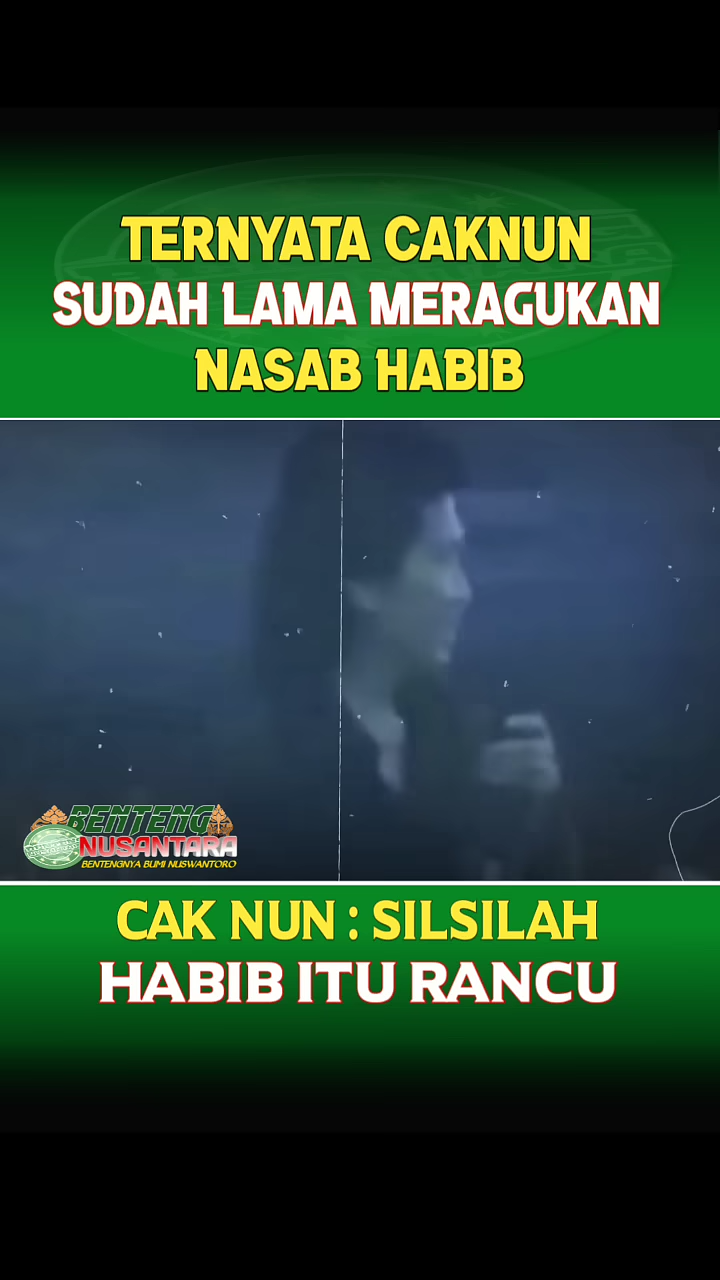 TERNYATA CAKNUN
SUDAH LAMA MERAGUKAN
NASAB HABIB
BENTENG
NUSANTARA
BENTENGNYA BUMI NUSWANTORO
CAK NUN : SILSILAH
HABIB ITU RANCU